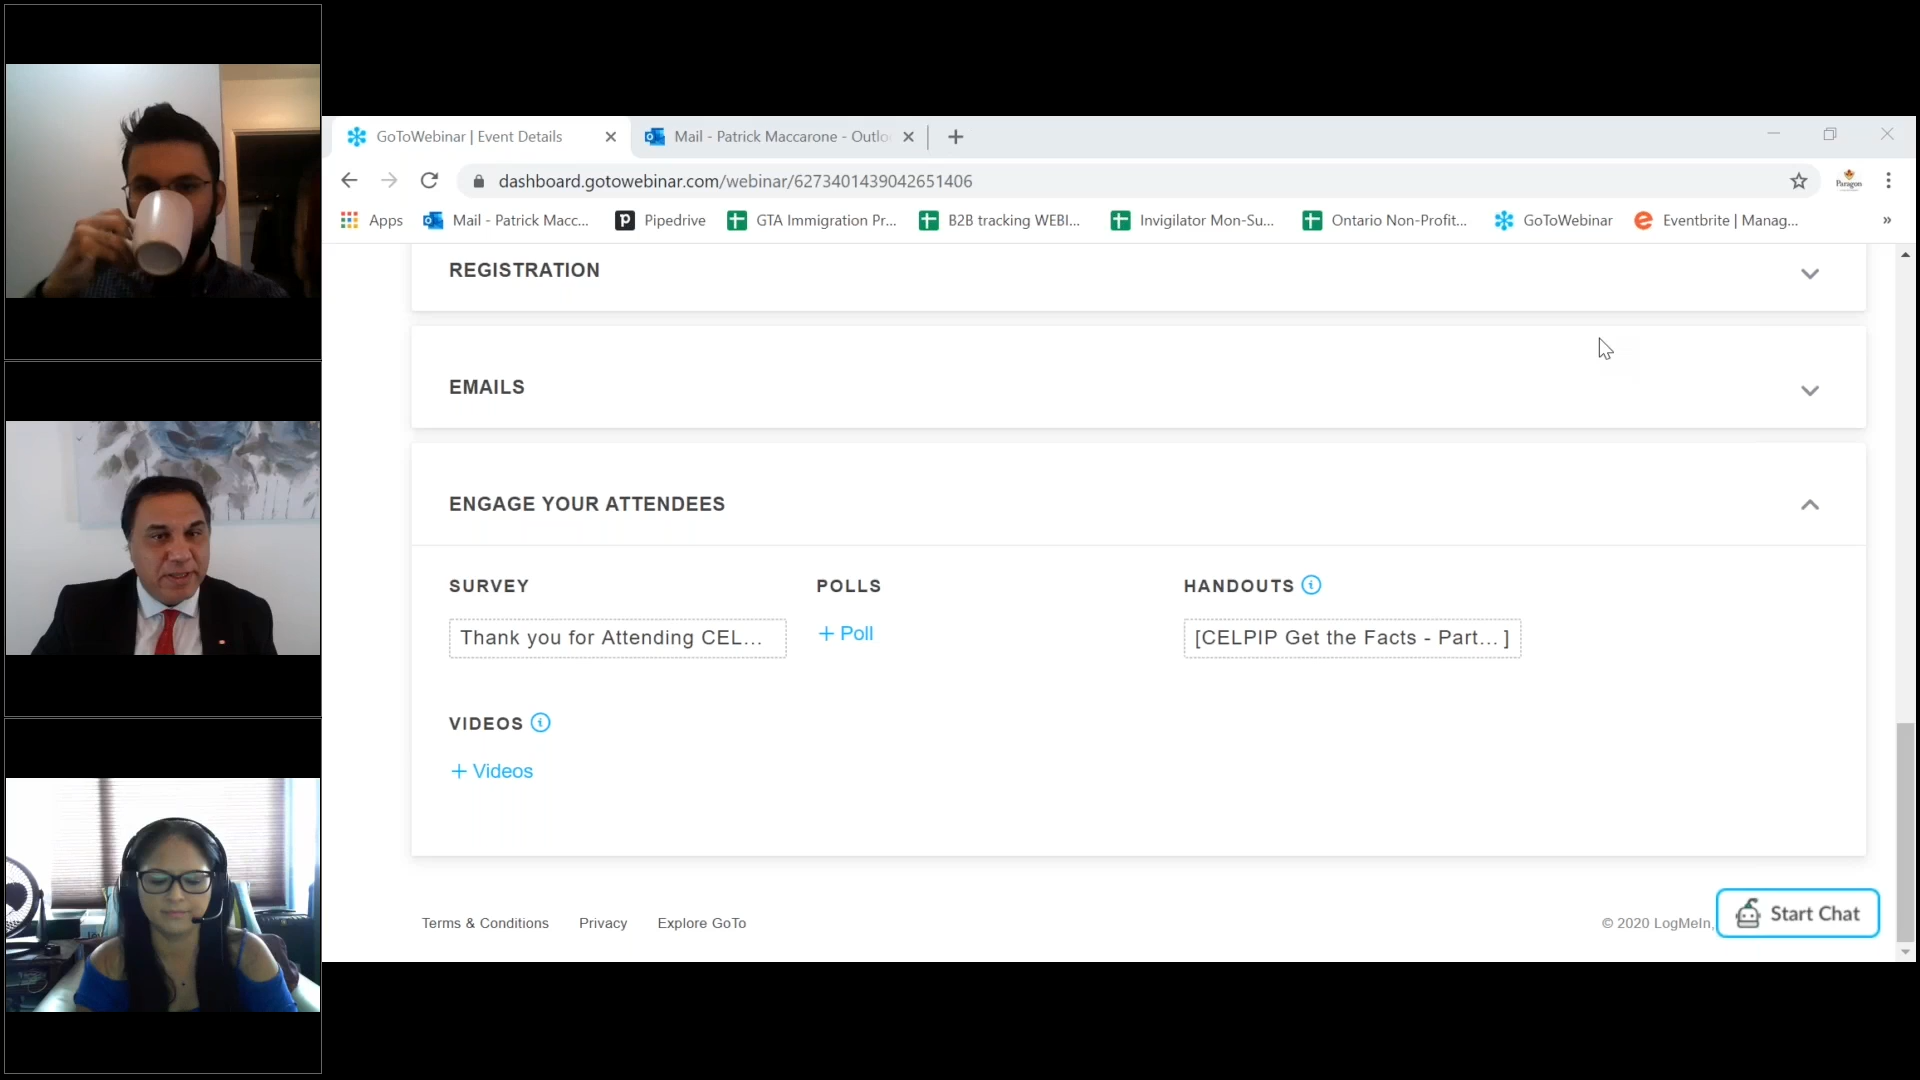 GoToWebinar | Event Details
Mail - Patrick Maccarone - Outlo
dashboard.gotowebinar.com/webinar/6273401439042651406
Paragon
Apps
Mail - Patrick Macc...
Pipedrive
GTA Immigration Pr...
B2B tracking WEBI...
Invigilator Mon-Su...
Ontario Non-Profit...
GoToWebinar
Eventbrite | Manag...
»
REGISTRATION
EMAILS
ENGAGE YOUR ATTENDEES
SURVEY
POLLS
HANDOUTS
Thank you for Attending CEL...
+ Poll
[CELPIP Get the Facts - Part... ]
VIDEOS
+ Videos
Terms & Conditions
Privacy
Explore GoTo
© 2020 LogMeIn,
Start Chat